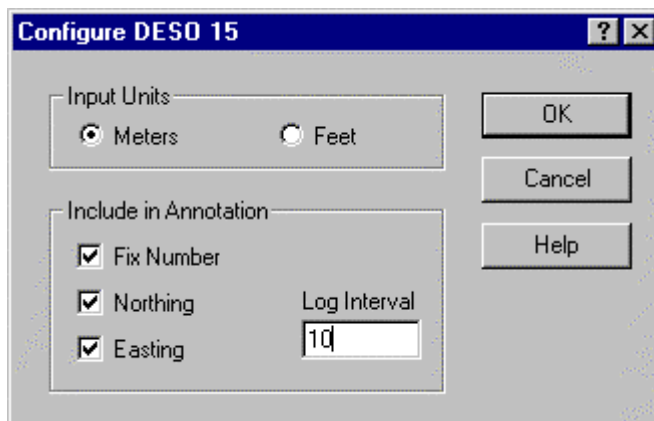 Configure DESO 15
?
Input Units
Meters
Feet
OK
Cancel
Help
Include in Annotation
Fix Number
Northing
Easting
Log Interval
10